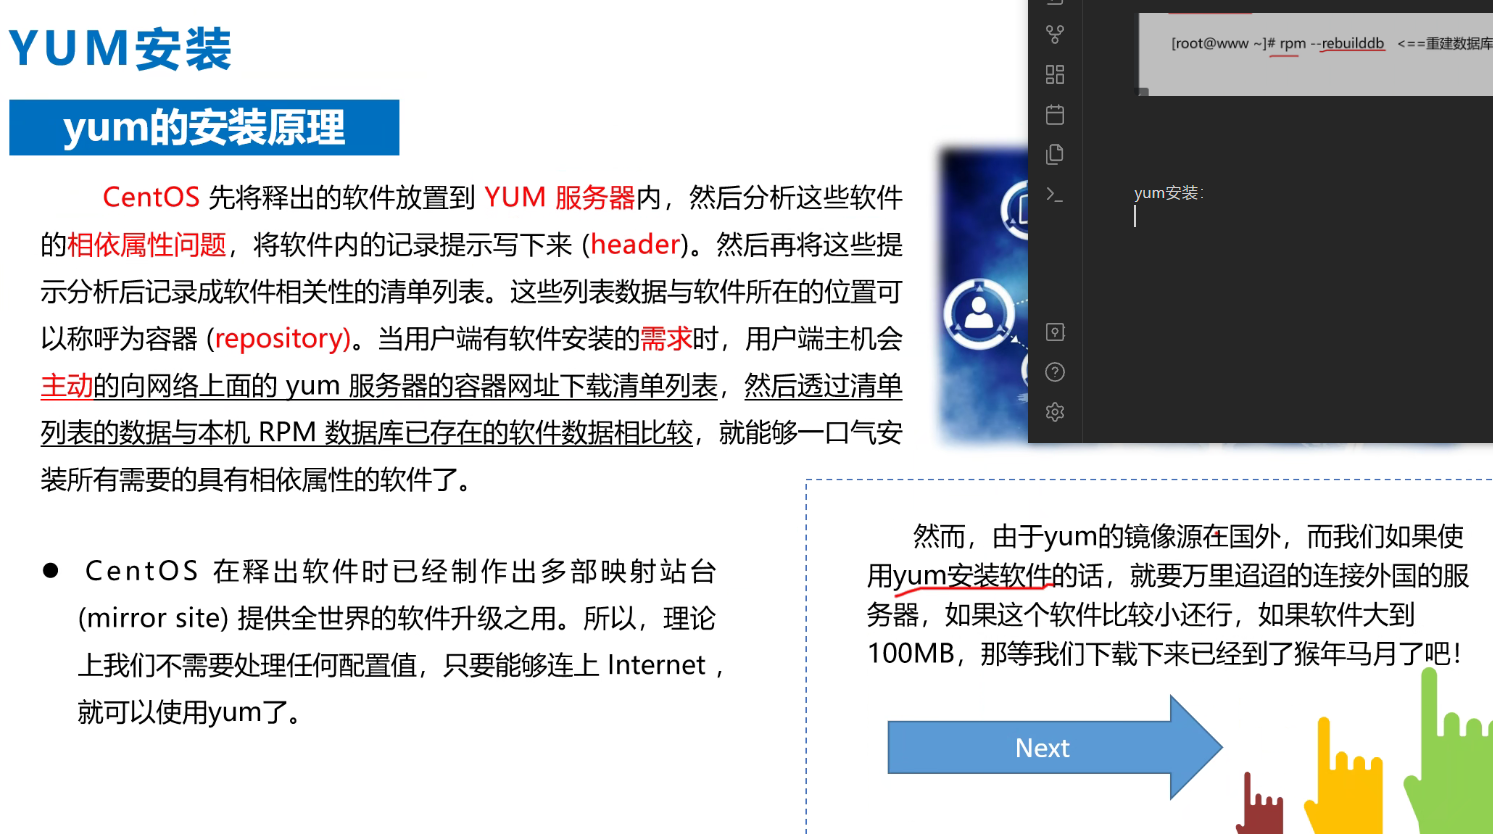 YUM安装
yum的安装原理
CentOS 先将释出的软件放置到 YUM 服务器内，然后分析这些软件
的相依属性问题，将软件内的记录提示写下来 (header)。然后再将这些提
示分析后记录成软件相关性的清单列表。这些列表数据与软件所在的位置可
以称呼为容器 (repository)。当用户端有软件安装的需求时，用户端主机会
主动的向网络上面的 yum 服务器的容器网址下载清单列表，然后透过清单
列表的数据与本机 RPM 数据库已存在的软件数据相比较，就能够一口气安
装所有需要的具有相依属性的软件了。
● CentOS 在释出软件时已经制作出多部映射站台
(mirror site) 提供全世界的软件升级之用。所以，理论
上我们不需要处理任何配置值，只要能够连上 Internet ，
就可以使用yum了。
[root@www ~]# rpm --rebuilddb <==重建数据库
yum安装：
然而，由于yum的镜像源在国外，而我们如果使
用yum安装软件的话，就要万里迢迢的连接外国的服
务器，如果这个软件比较小还行，如果软件大到
100MB，那等我们下载下来已经到了猴年马月了吧！
Next